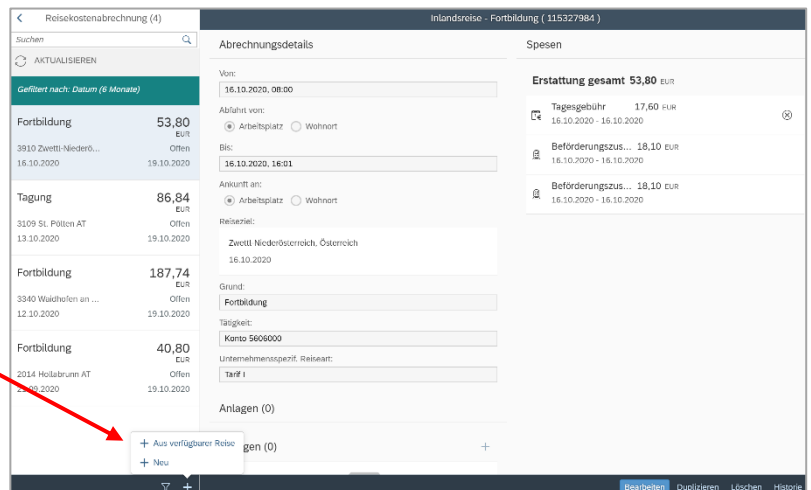 Reisekostenabrechnung (4)
Inlandsreise - Fortbildung ( 115327984 )
Suchen
AKTUALISIEREN
Gefiltert nach: Datum (6 Monate)
Fortbildung 53,80
EUR
3910 Zwettl-Niederö... Offen
16.10.2020 19.10.2020
Tagung 86,84
EUR
3109 St. Pölten AT Offen
13.10.2020 19.10.2020
Fortbildung 187,74
EUR
3340 Waidhofen an ... Offen
12.10.2020 19.10.2020
Fortbildung 40,80
EUR
2014 Hollabrunn AT Offen
.09.2020 19.10.2020
+ Aus verfügbarer Reise
+ Neu
Abrechnungsdetails
Von:
16.10.2020, 08:00
Abfahrt von:
Arbeitsplatz Wohnort
Bis:
16.10.2020, 16:01
Ankunft an:
Arbeitsplatz Wohnort
Reiseziel:
Zwettl-Niederösterreich, Österreich
16.10.2020
Grund:
Fortbildung
Tätigkeit:
Konto 5606000
Unternehmensspezif. Reiseart:
Tarif I
Anlagen (0)
gen (0)
Spesen
Erstattung gesamt 53,80 EUR
Tagesgebühr 17,60 EUR
16.10.2020 - 16.10.2020
Beförderungszus... 18,10 EUR
16.10.2020 - 16.10.2020
Beförderungszus... 18,10 EUR
16.10.2020 - 16.10.2020
Bearbeiten Duplizieren Löschen Historie